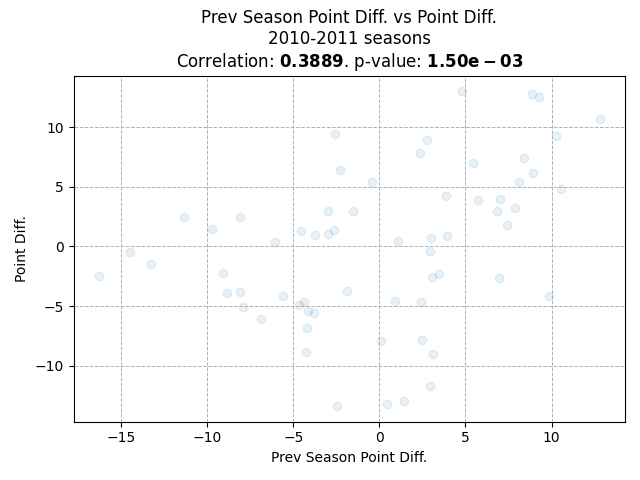 Prev Season Point Diff. vs Point Diff.
2010-2011 seasons
Correlation: 0.3889. p-value: 1.50e−03
10
5
0
−5
−10
Point Diff.
−15
−10
−5
0
5
10
Prev Season Point Diff.